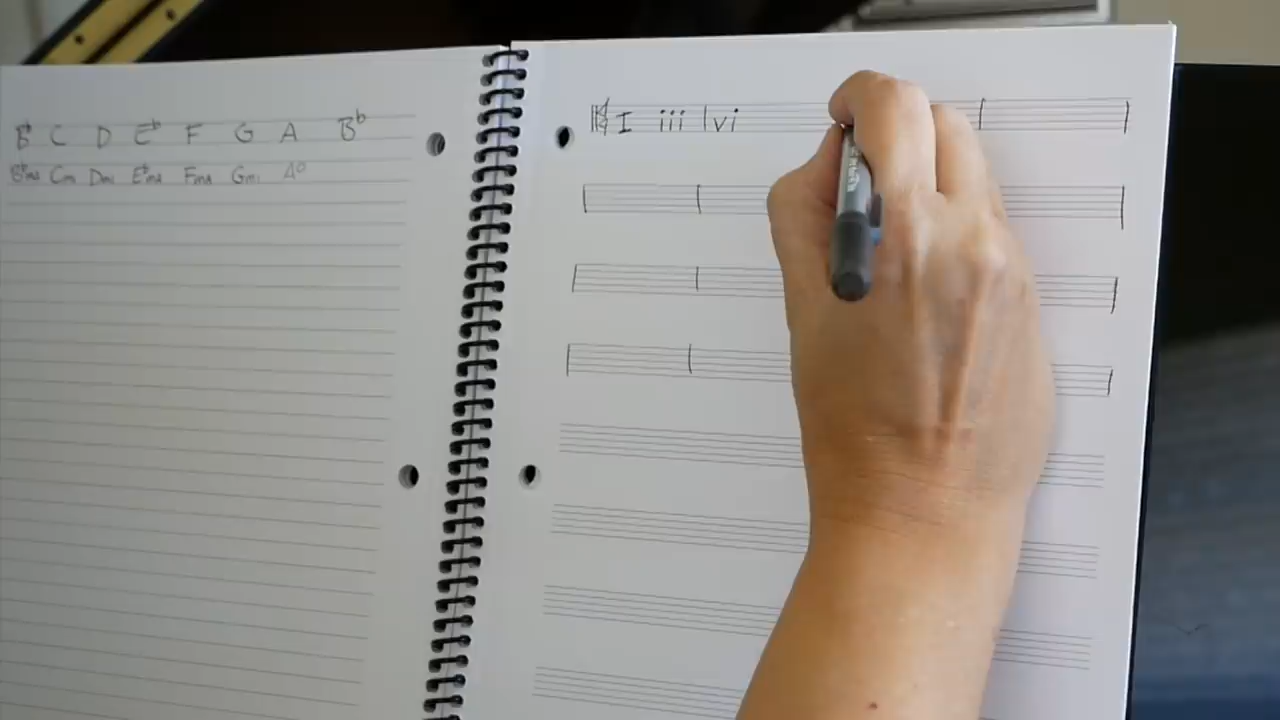 B♭ C D E♭ F G A B♭
B♭ma Cmi Dmi E♭ma Fma Gmi A°
I iii vi